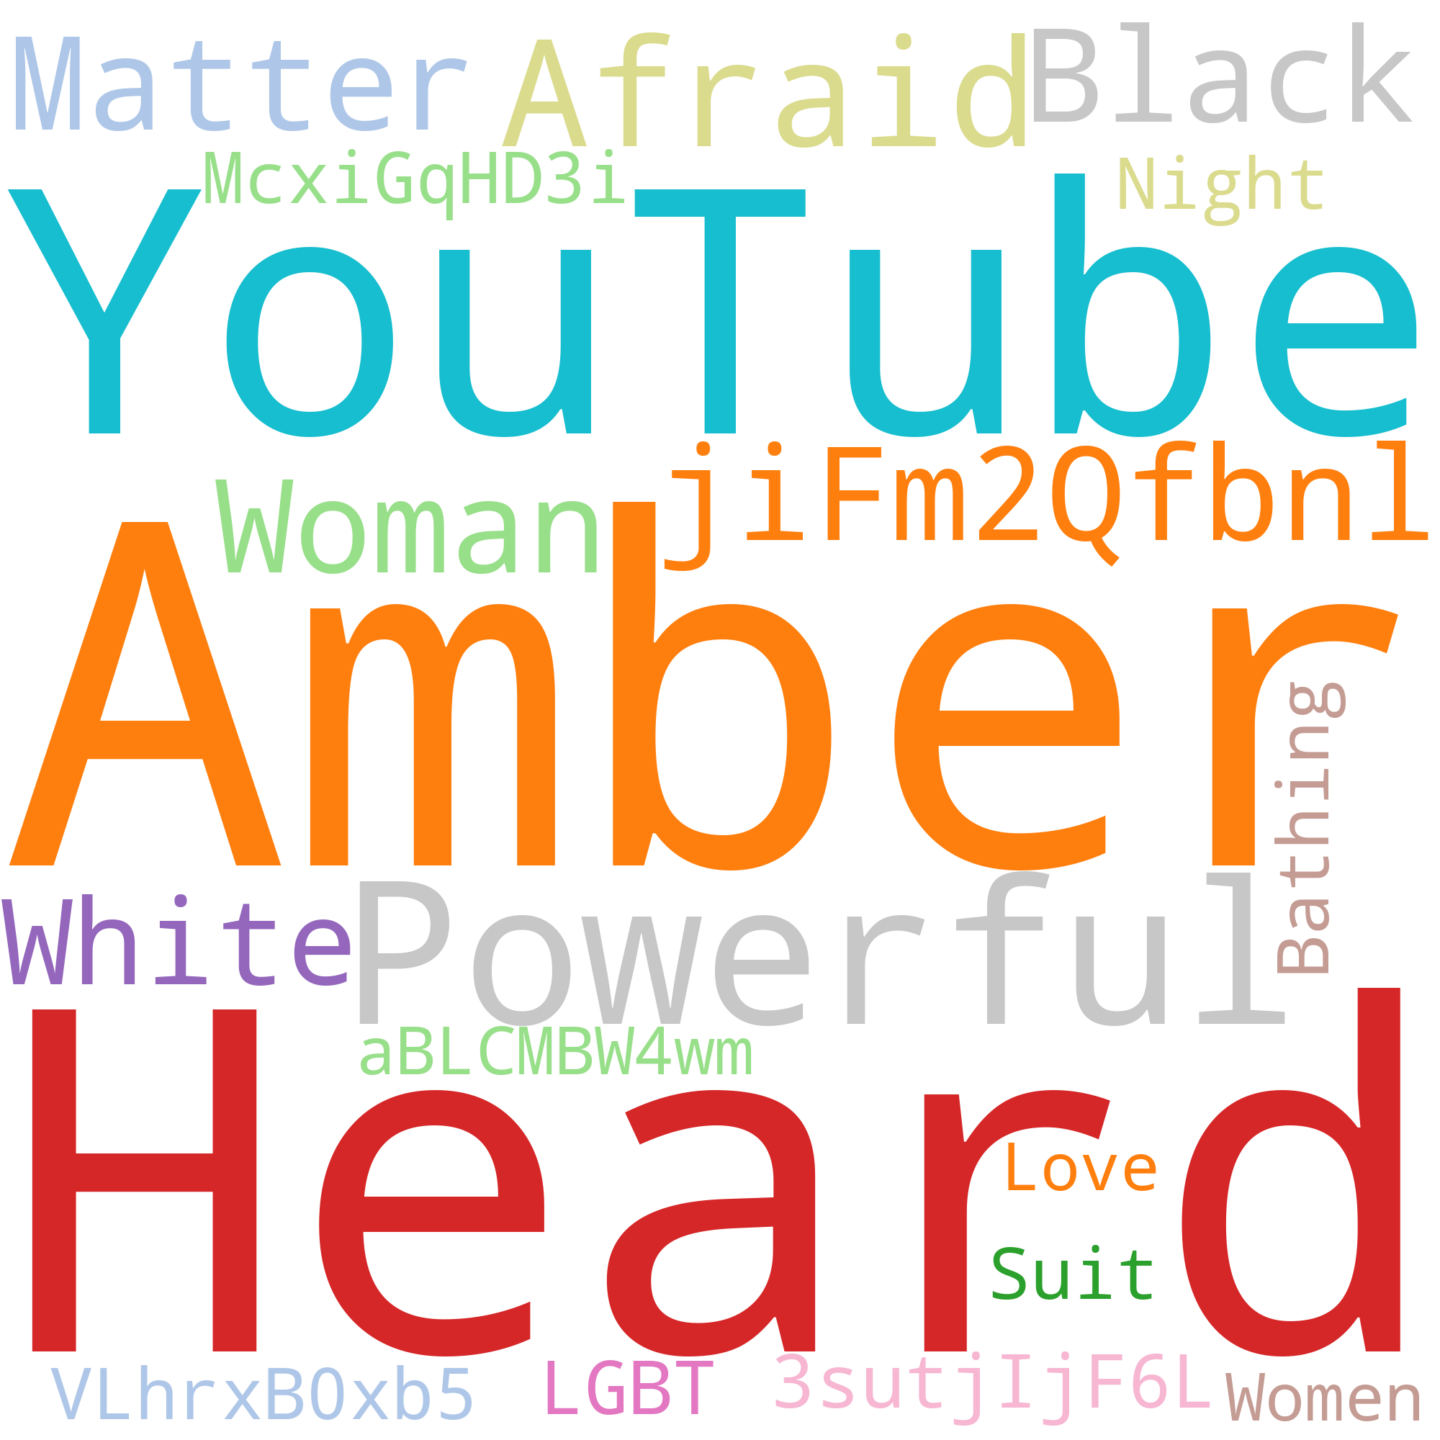 Matter Afraid Black
McxiGqHD3i Night
YouTube
Woman jiFm2Qfbnl
Amber
Bathing
White Powerful
aBLCMBW4wm
Heard
Love
Suit
VLhrxB0xb5 LGBT 3sutjIjF6L Women